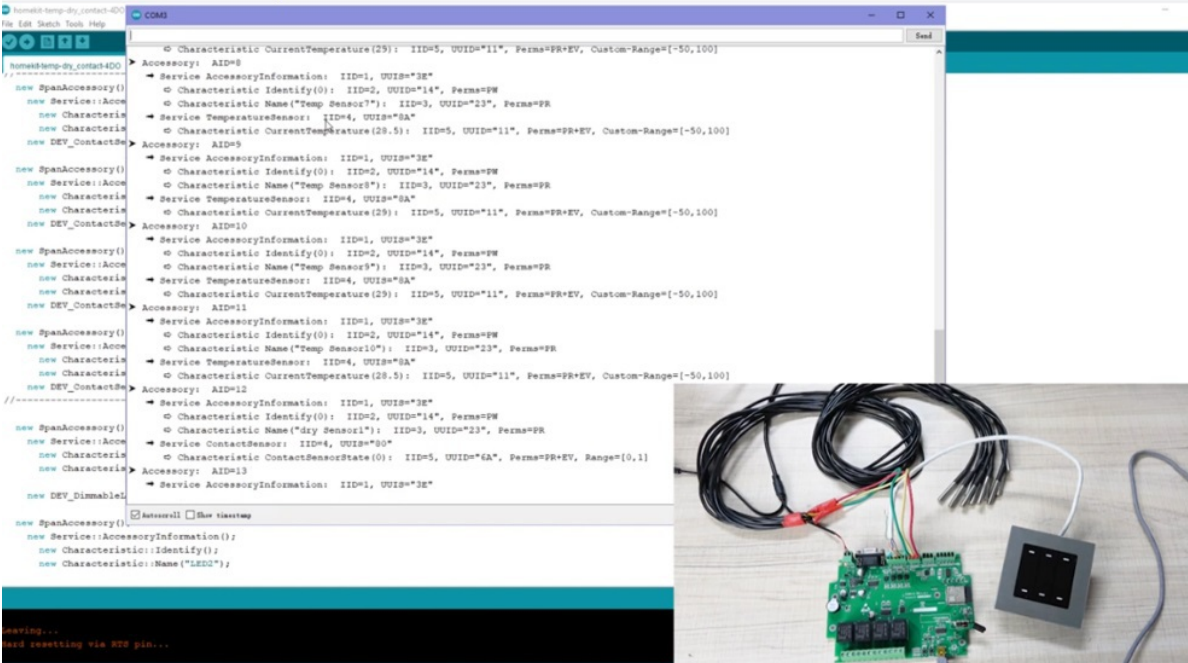 homekit-temp-dry_contact-4DO
File Edit Sketch Tools Help
homekit-temp-dry_contact-4DO
//
new SpanAccessory()
new Service::Acce
new Characteris
new Characteris
new DEV_ContactSe
new SpanAccessory()
new Service::Acce
new Characteris
new Characteris
new DEV_ContactSe
new SpanAccessory()
new Service::Acce
new Characteris
new Characteris
new DEV_ContactSe
new SpanAccessory()
new Service::Acce
new Characteris
new Characteris
new DEV_ContactSe
//--------------------
new SpanAccessory()
new Service::Acce
new Characteris
new Characteris
new DEV_DimmableL
new SpanAccessory();
new Service::AccessoryInformation();
new Characteristic::Identify();
new Characteristic::Name("LED2");
COM3
Send
➪ Characteristic CurrentTemperature(29): IID=5, UUID="11", Perms=PR+EV, Custom-Range=[-50,100]
➤ Accessory: AID=8
➟ Service AccessoryInformation: IID=1, UUIS="3E"
➪ Characteristic Identify(0): IID=2, UUID="14", Perms=PW
➪ Characteristic Name("Temp Sensor7"): IID=3, UUID="23", Perms=PR
➟ Service TemperatureSensor: IID=4, UUIS="8A"
➪ Characteristic CurrentTemperature(28.5): IID=5, UUID="11", Perms=PR+EV, Custom-Range=[-50,100]
➤ Accessory: AID=9
➟ Service AccessoryInformation: IID=1, UUIS="3E"
➪ Characteristic Identify(0): IID=2, UUID="14", Perms=PW
➪ Characteristic Name("Temp Sensor8"): IID=3, UUID="23", Perms=PR
➟ Service TemperatureSensor: IID=4, UUIS="8A"
➪ Characteristic CurrentTemperature(29): IID=5, UUID="11", Perms=PR+EV, Custom-Range=[-50,100]
➤ Accessory: AID=10
➟ Service AccessoryInformation: IID=1, UUIS="3E"
➪ Characteristic Identify(0): IID=2, UUID="14", Perms=PW
➪ Characteristic Name("Temp Sensor9"): IID=3, UUID="23", Perms=PR
➟ Service TemperatureSensor: IID=4, UUIS="8A"
➪ Characteristic CurrentTemperature(29): IID=5, UUID="11", Perms=PR+EV, Custom-Range=[-50,100]
➤ Accessory: AID=11
➟ Service AccessoryInformation: IID=1, UUIS="3E"
➪ Characteristic Identify(0): IID=2, UUID="14", Perms=PW
➪ Characteristic Name("Temp Sensor10"): IID=3, UUID="23", Perms=PR
➟ Service TemperatureSensor: IID=4, UUIS="8A"
➪ Characteristic CurrentTemperature(28.5): IID=5, UUID="11", Perms=PR+EV, Custom-Range=[-50,100]
➤ Accessory: AID=12
➟ Service AccessoryInformation: IID=1, UUIS="3E"
➪ Characteristic Identify(0): IID=2, UUID="14", Perms=PW
➪ Characteristic Name("dry Sensor1"): IID=3, UUID="23", Perms=PR
➟ Service ContactSensor: IID=4, UUIS="80"
➪ Characteristic ContactSensorState(0): IID=5, UUID="6A", Perms=PR+EV, Range=[0,1]
➤ Accessory: AID=13
➟ Service AccessoryInformation: IID=1, UUIS="3E"
Autoscroll Show timestamp
Leaving...
Hard resetting via RTS pin...